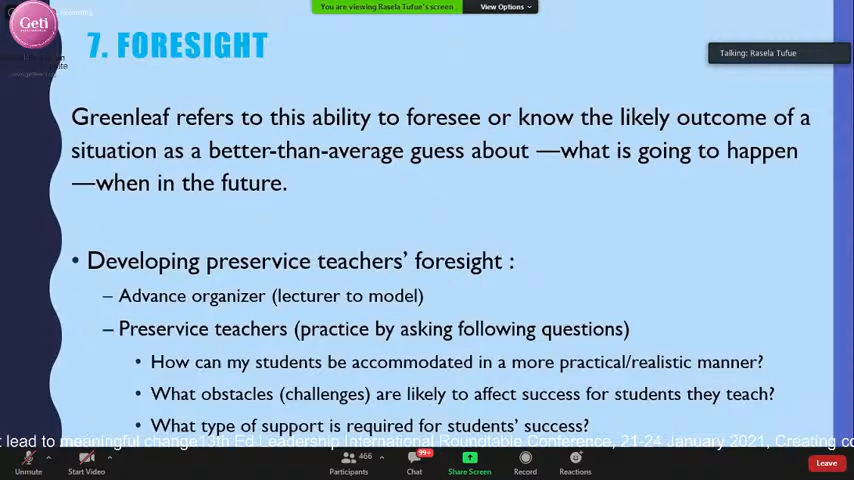 Geti
You are viewing Rasela Tufue's screen
View Options
Talking: Rasela Tufue
7. FORESIGHT
Greenleaf refers to this ability to foresee or know the likely outcome of a
situation as a better-than-average guess about —what is going to happen
—when in the future.
• Developing preservice teachers' foresight :
– Advance organizer (lecturer to model)
– Preservice teachers (practice by asking following questions)
• How can my students be accommodated in a more practical/realistic manner?
• What obstacles (challenges) are likely to affect success for students they teach?
• What type of support is required for students' success?
t lead to meaningful change13th Ed Leadership International Roundtable Conference, 21-24 January 2021, Creating co
466
99+
Unmute
Start Video
Participants
Chat
Share Screen
Record
Reactions
Leave